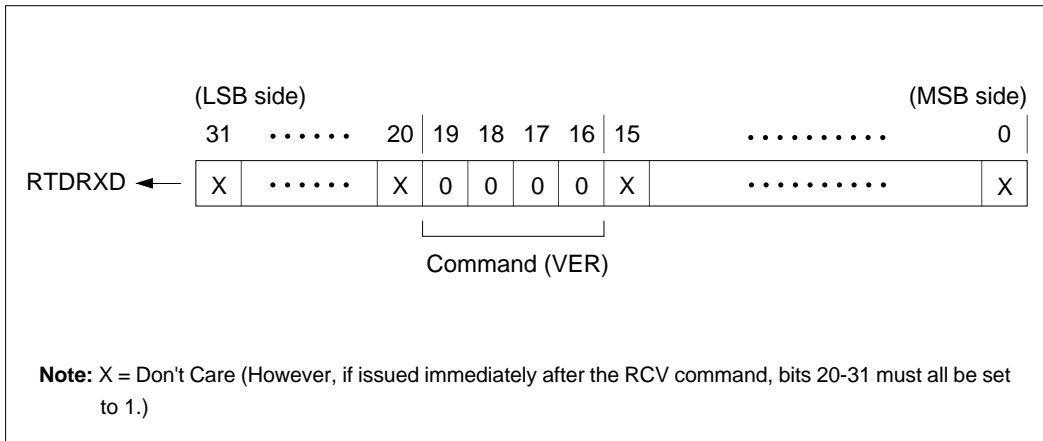 (LSB side) (MSB side)
31 ・・・・・・ 20 19 18 17 16 15 ・・・・・・・・・・ 0
RTDRXD X ・・・・・・ X 0 0 0 0 X ・・・・・・・・・・ X
Command (VER)
Note: X = Don't Care (However, if issued immediately after the RCV command, bits 20-31 must all be set
to 1.)